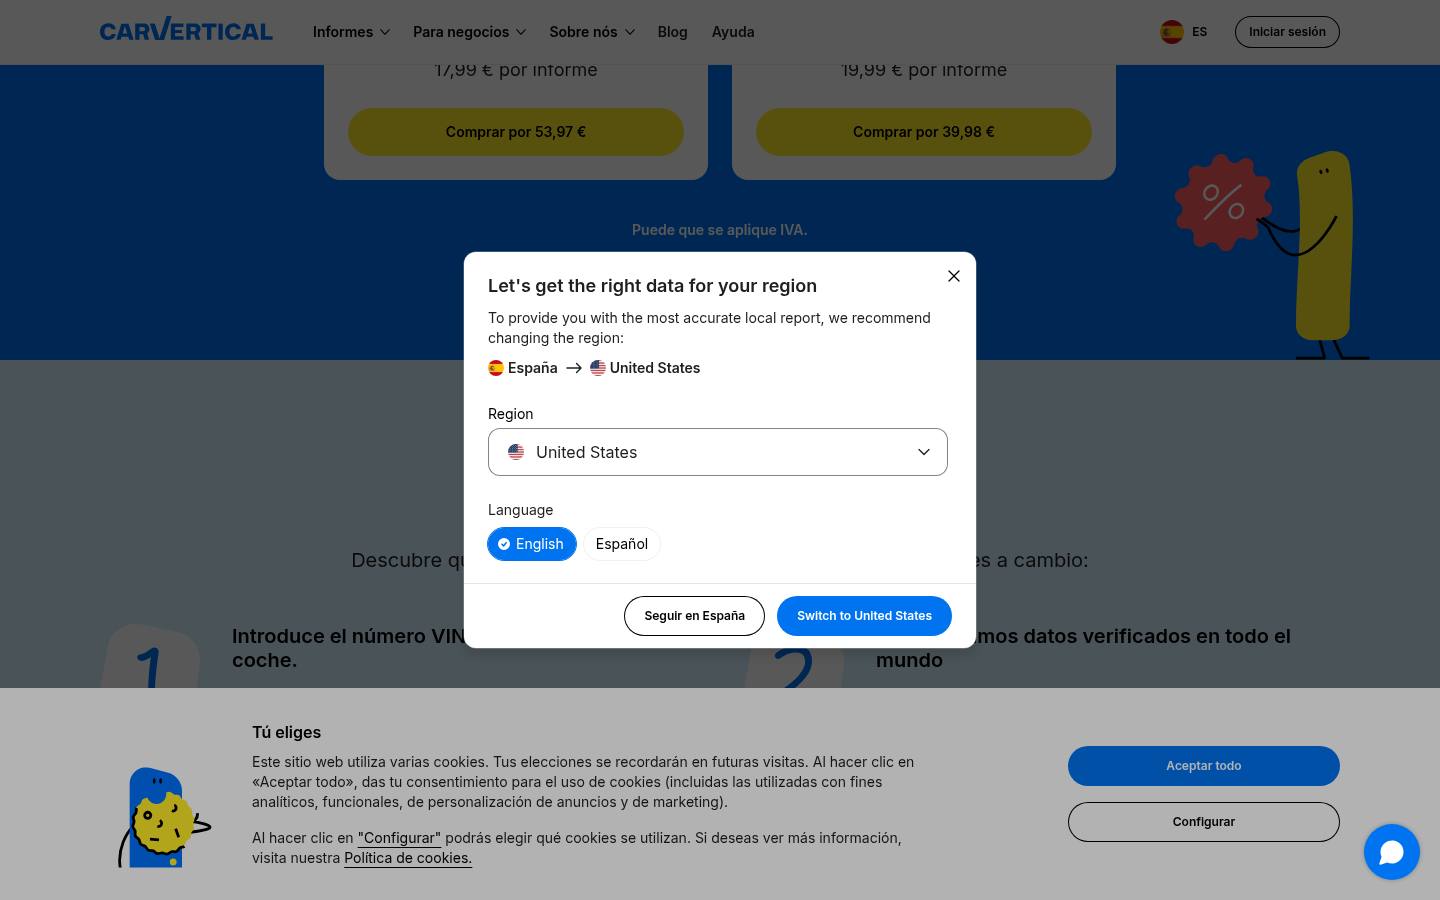 CARVERTICAL
Informes
Para negocios
Sobre nós
Blog
Ayuda
ES
Iniciar sesión
17,99 € por informe
19,99 € por informe
Comprar por 53,97 €
Comprar por 39,98 €
Puede que se aplique IVA.
%
Let's get the right data for your region
To provide you with the most accurate local report, we recommend
changing the region:
España
United States
Region
United States
Language
English
Español
Seguir en España
Switch to United States
Descubre
es a cambio:
1
Introduce el número VIN
coche.
2
mos datos verificados en todo el
mundo
Tú eliges
Este sitio web utiliza varias cookies. Tus elecciones se recordarán en futuras visitas. Al hacer clic en
«Aceptar todo», das tu consentimiento para el uso de cookies (incluidas las utilizadas con fines
analíticos, funcionales, de personalización de anuncios y de marketing).
Al hacer clic en "Configurar" podrás elegir qué cookies se utilizan. Si deseas ver más información,
visita nuestra Política de cookies.
Aceptar todo
Configurar